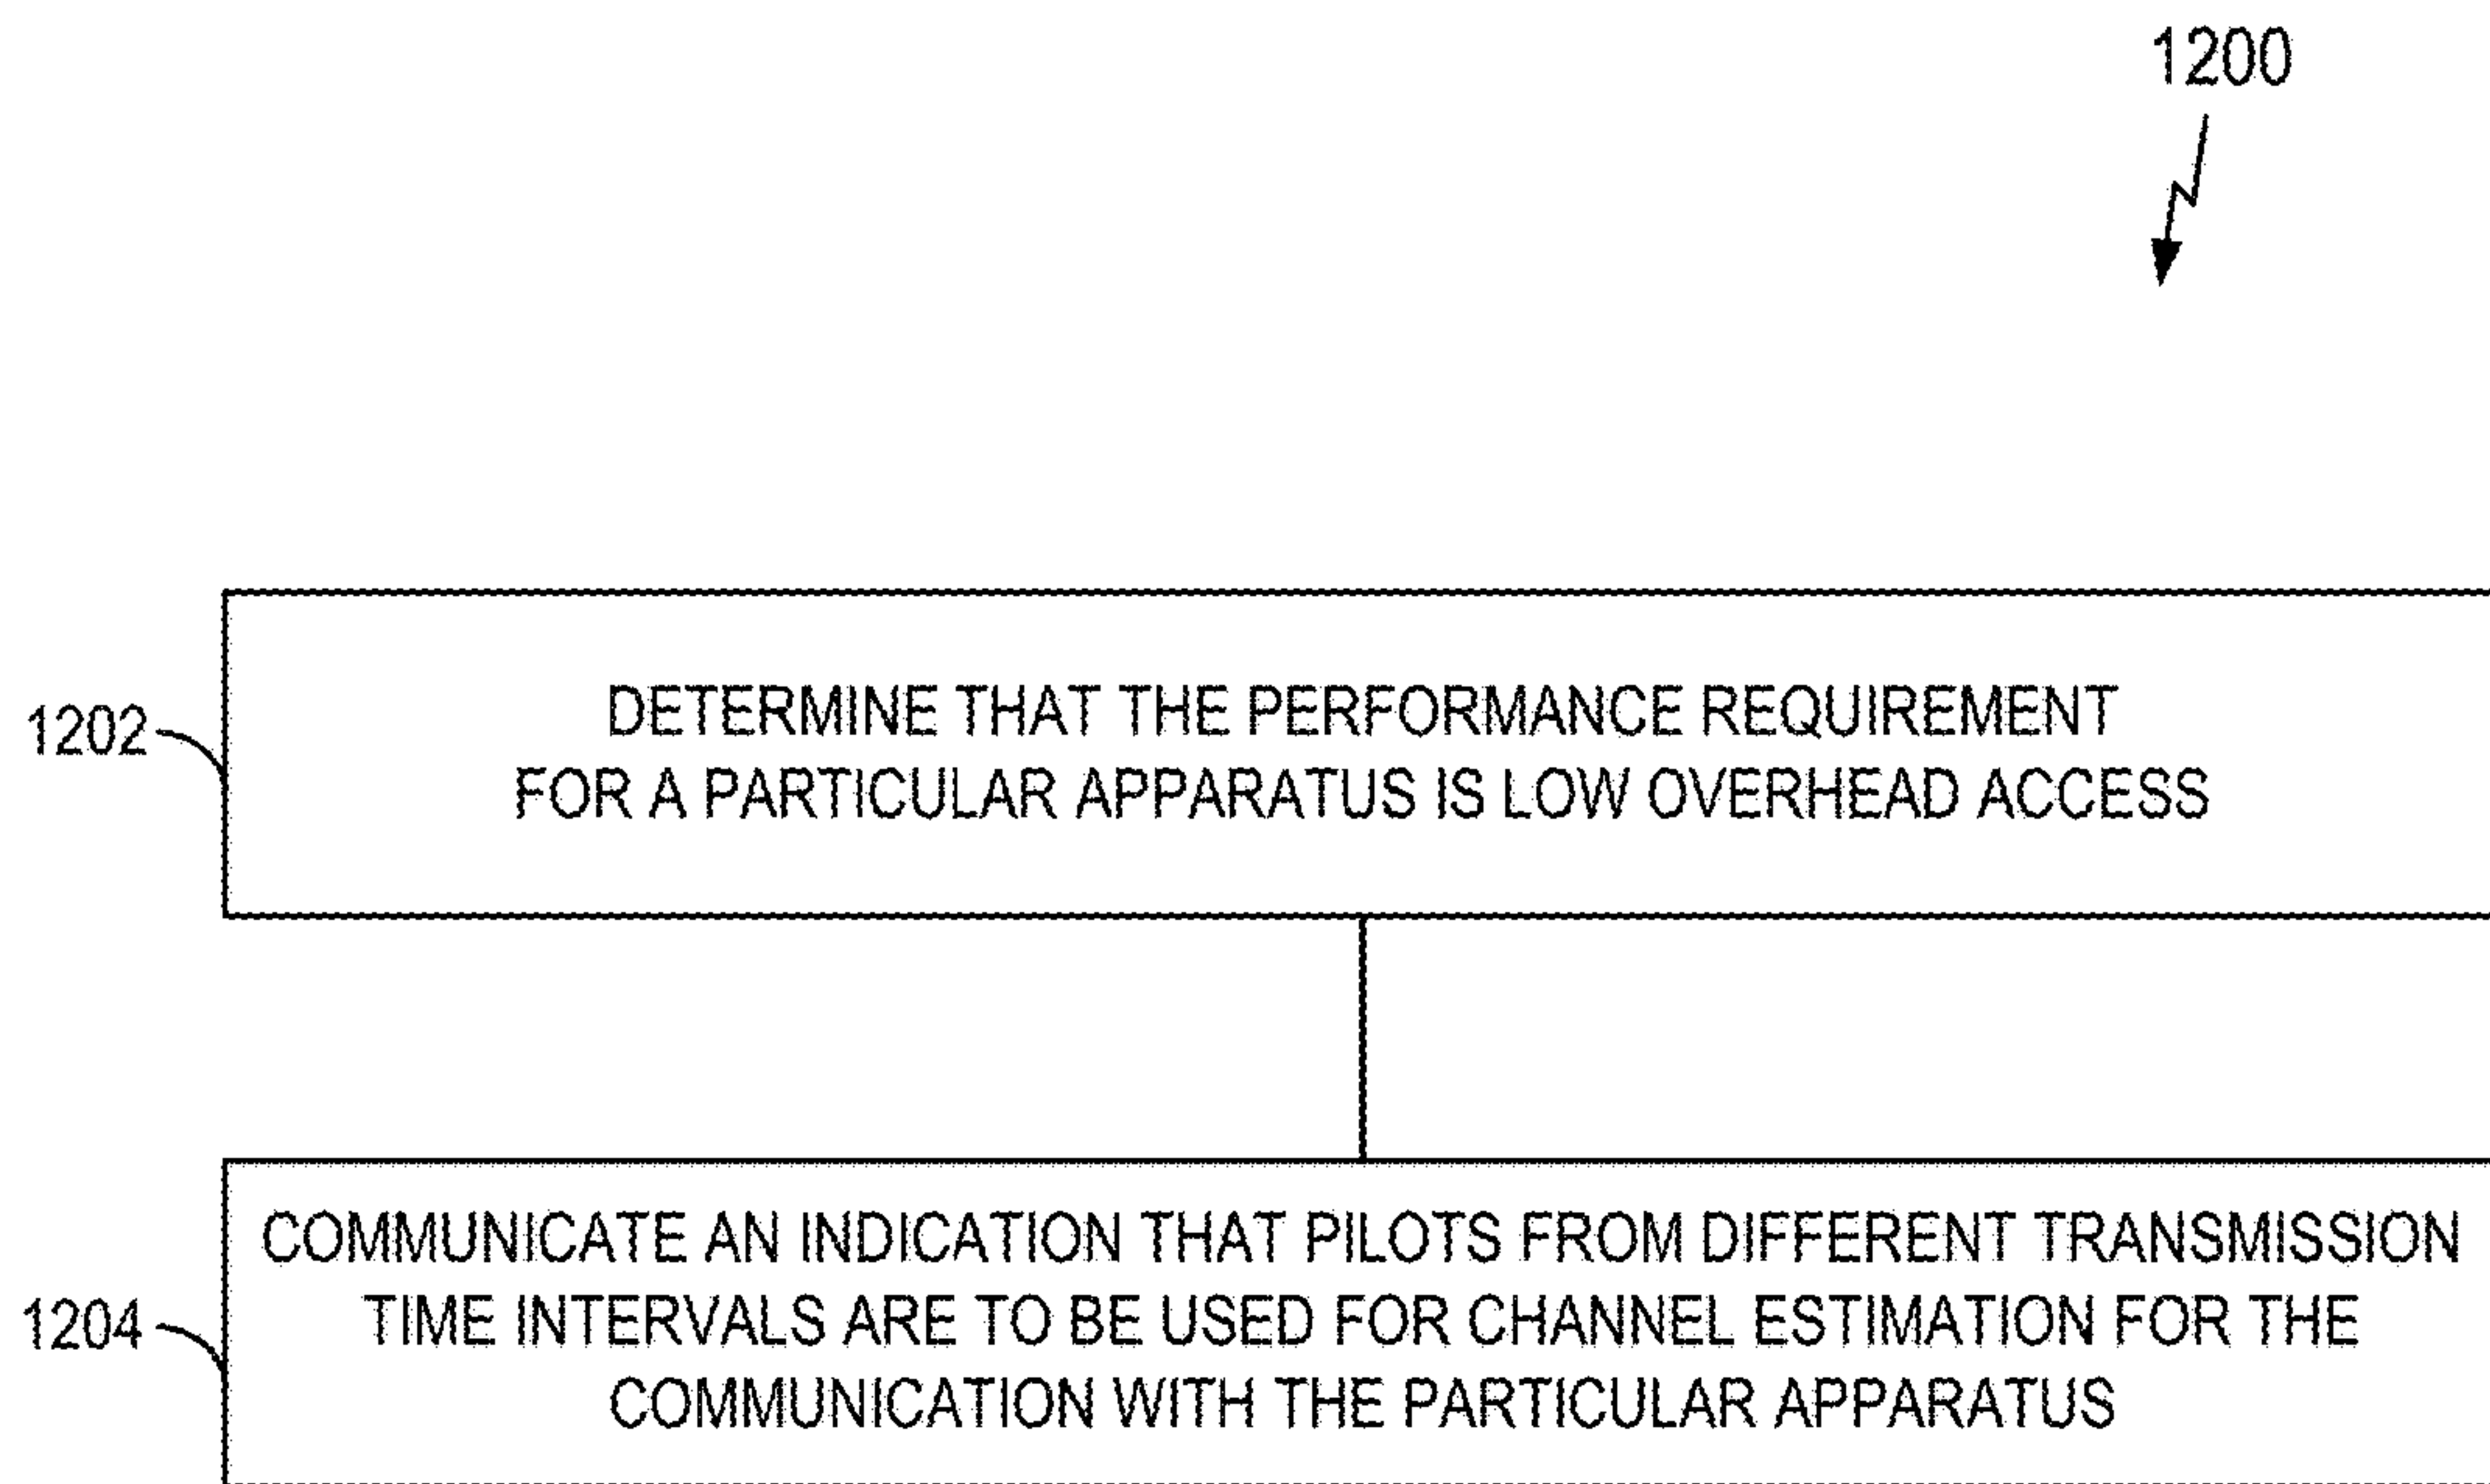 1200
1202
DETERMINE THAT THE PERFORMANCE REQUIREMENT
FOR A PARTICULAR APPARATUS IS LOW OVERHEAD ACCESS
1204
COMMUNICATE AN INDICATION THAT PILOTS FROM DIFFERENT TRANSMISSION
TIME INTERVALS ARE TO BE USED FOR CHANNEL ESTIMATION FOR THE
COMMUNICATION WITH THE PARTICULAR APPARATUS